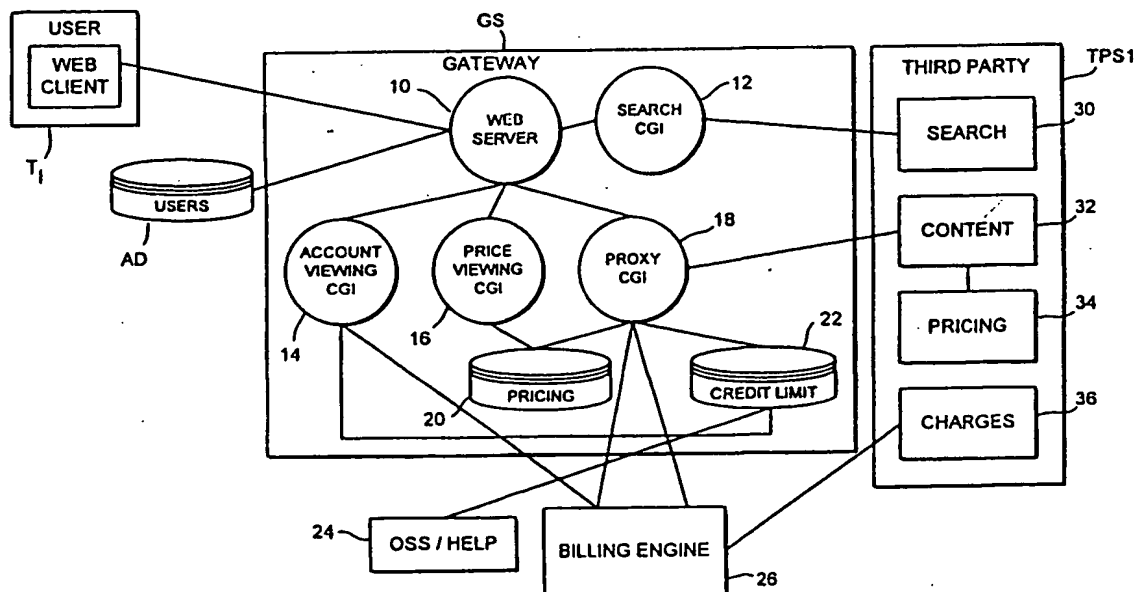 USER
WEB
CLIENT
T1
USERS
AD
GS
GATEWAY
10
WEB
SERVER
12
SEARCH
CGI
ACCOUNT
VIEWING
CGI
14
PRICE
VIEWING
CGI
16
18
PROXY
CGI
20
PRICING
22
CREDIT LIMIT
THIRD PARTY
TPS1
SEARCH
30
CONTENT
32
PRICING
34
CHARGES
36
24
OSS / HELP
BILLING ENGINE
26